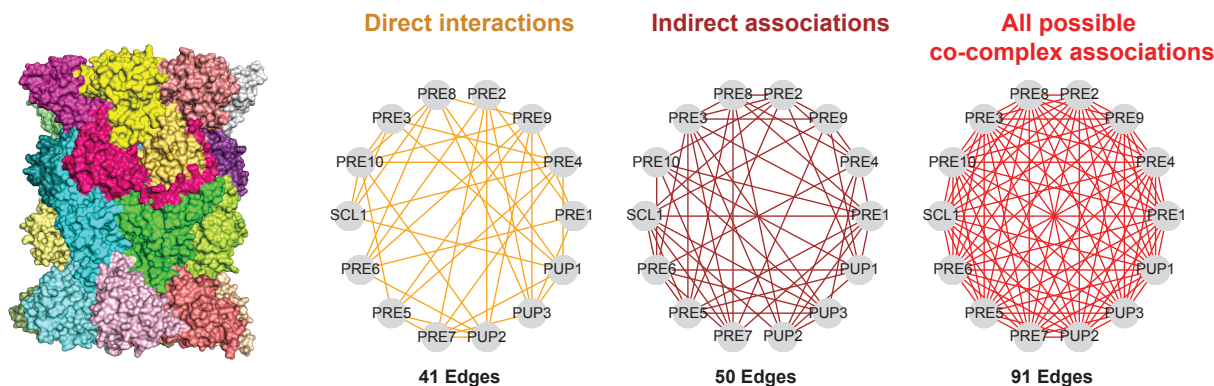 Direct interactions
Indirect associations
All possible
co-complex associations
PRE8
PRE2
PRE3
PRE9
PRE10
PRE4
SCL1
PRE1
PRE6
PUP1
PRE5
PUP3
PRE7
PUP2
41 Edges
PRE8
PRE2
PRE3
PRE9
PRE10
PRE4
SCL1
PRE1
PRE6
PUP1
PRE5
PUP3
PRE7
PUP2
50 Edges
PRE8
PRE2
PRE3
PRE9
PRE10
PRE4
SCL1
PRE1
PRE6
PUP1
PRE5
PUP3
PRE7
PUP2
91 Edges